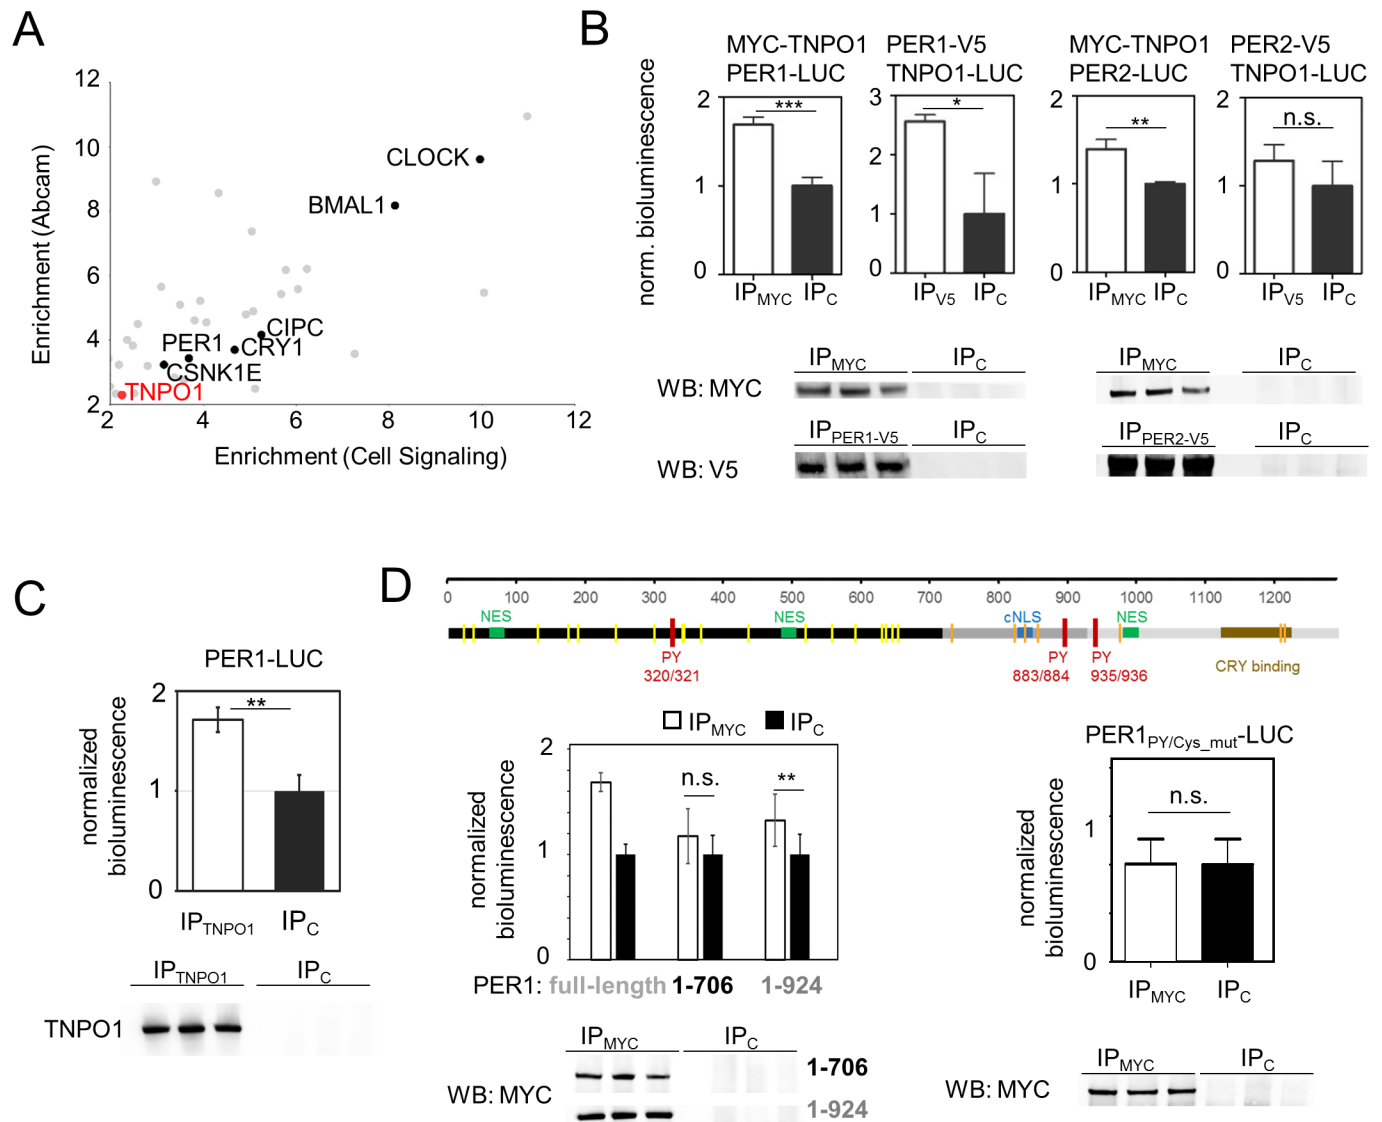 A
Enrichment (Abcam)
12
10
8
6
4
2
CLOCK
BMAL1
CIPC
PER1
CRY1
CSNK1E
TNPO1
2 4 6 8 10 12
Enrichment (Cell Signaling)
B
MYC-TNPO1 PER1-V5 MYC-TNPO1 PER2-V5
PER1-LUC TNPO1-LUC PER2-LUC TNPO1-LUC
norm. bioluminescence
2
1
0
***
IPMYC IPC
3
2
1
0
*
IPV5 IPC
2
1
0
**
IPMYC IPC
2
1
0
n.s.
IPV5 IPC
IPMYC IPC IPMYC IPC
WB: MYC
IPPER1-V5 IPC IPPER2-V5 IPC
WB: V5
C
PER1-LUC
normalized
bioluminescence
2
1
0
**
IPTNPO1 IPC
IPTNPO1 IPC
TNPO1
D
0 100 200 300 400 500 600 700 800 900 1000 1100 1200
NES NES cNLS NES
PY PY PY
320/321 883/884 935/936
CRY binding
IPMYC IPC
normalized
bioluminescence
2
1
0
n.s.
**
PER1: full-length 1-706 1-924
IPMYC IPC
WB: MYC
1-706
1-924
PER1PY/Cys_mut-LUC
normalized
bioluminescence
1
0
n.s.
IPMYC IPC
IPMYC IPC
WB: MYC